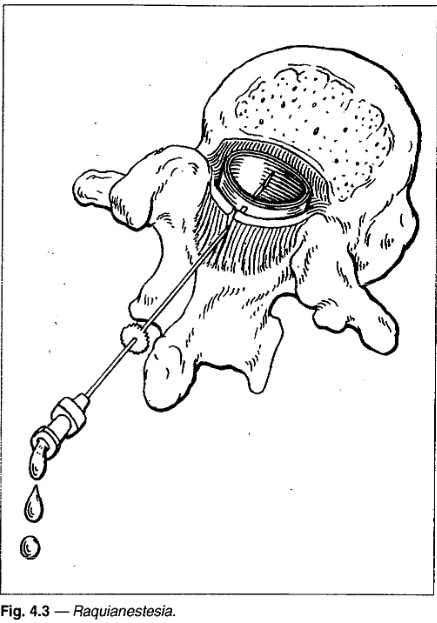 Fig. 4.3 — Raquianestesia.